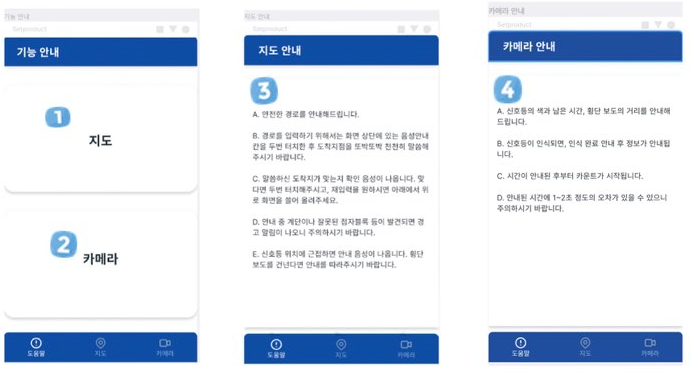 기능 안내
Setproduct
기능 안내
1
지도
2
카메라
도움말
지도
카메라
지도 안내
Setproduct
지도 안내
3
A. 안전한 경로를 안내해드립니다.
B. 경로를 입력하기 위해서는 화면 상단에 있는 음성안내
칸을 두번 터치한 후 도착지점을 또박또박 천천히 말씀해
주시기 바랍니다.
C. 말씀하신 도착지가 맞는지 확인 음성이 나옵니다. 맞
다면 두번 터치해주시고, 재입력을 원하시면 아래에서 위
로 화면을 쓸어 올려주세요.
D. 안내 중 계단이나 잘못된 점자블록 등이 발견되면 경
고 알림이 나오니 주의하시기 바랍니다.
E. 신호등 위치에 근접하면 안내 음성이 나옵니다. 횡단
보도를 건넌다면 안내를 따라주시기 바랍니다.
도움말
지도
카메라
카메라 안내
Setproduct
카메라 안내
4
A. 신호등의 색과 남은 시간, 횡단 보도의 거리를 안내해
드립니다.
B. 신호등이 인식되면, 인식 완료 안내 후 정보가 안내됩
니다.
C. 시간이 안내된 후부터 카운트가 시작됩니다.
D. 안내된 시간에 1~2초 정도의 오차가 있을 수 있으니
주의하시기 바랍니다.
도움말
지도
카메라